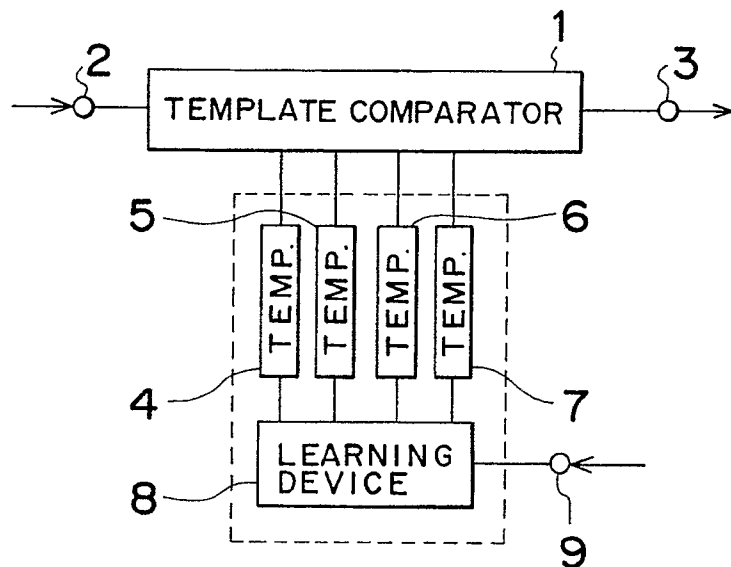 1
2
3
TEMPLATE COMPARATOR
5
6
TEMP.
TEMP.
TEMP.
TEMP.
4
7
LEARNING
DEVICE
8
9